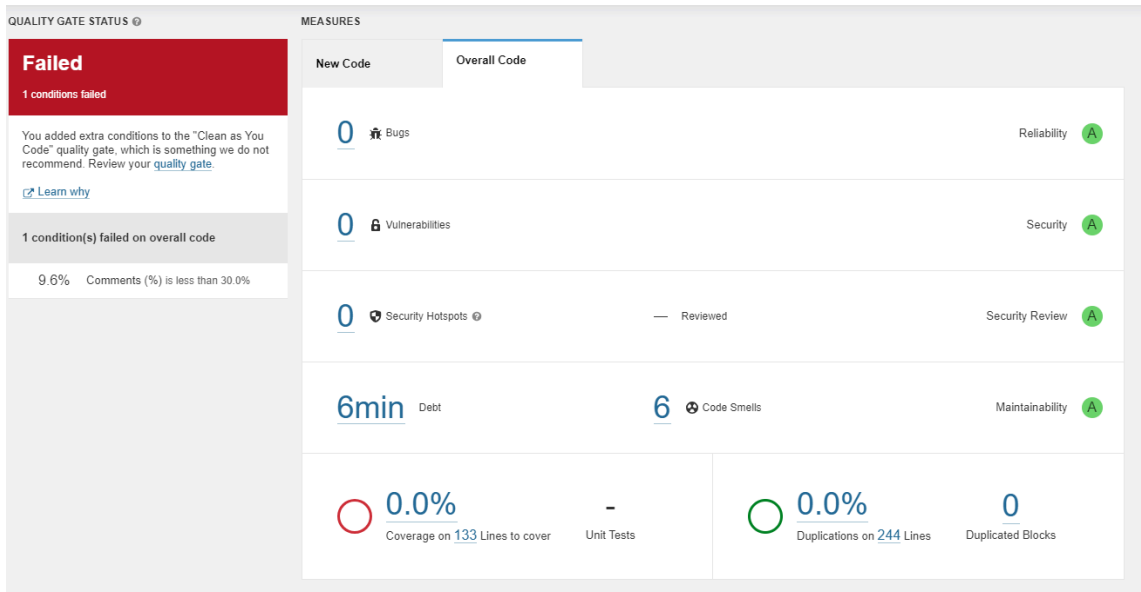 QUALITY GATE STATUS
MEASURES
Failed
1 conditions failed
You added extra conditions to the "Clean as You
Code" quality gate, which is something we do not
recommend. Review your quality gate.
Learn why
1 condition(s) failed on overall code
9.6% Comments (%) is less than 30.0%
New Code
Overall Code
0 Bugs
Reliability A
0 Vulnerabilities
Security A
0 Security Hotspots
— Reviewed
Security Review A
6min Debt
6 Code Smells
Maintainability A
0.0%
Coverage on 133 Lines to cover
-
Unit Tests
0.0%
Duplications on 244 Lines
0
Duplicated Blocks